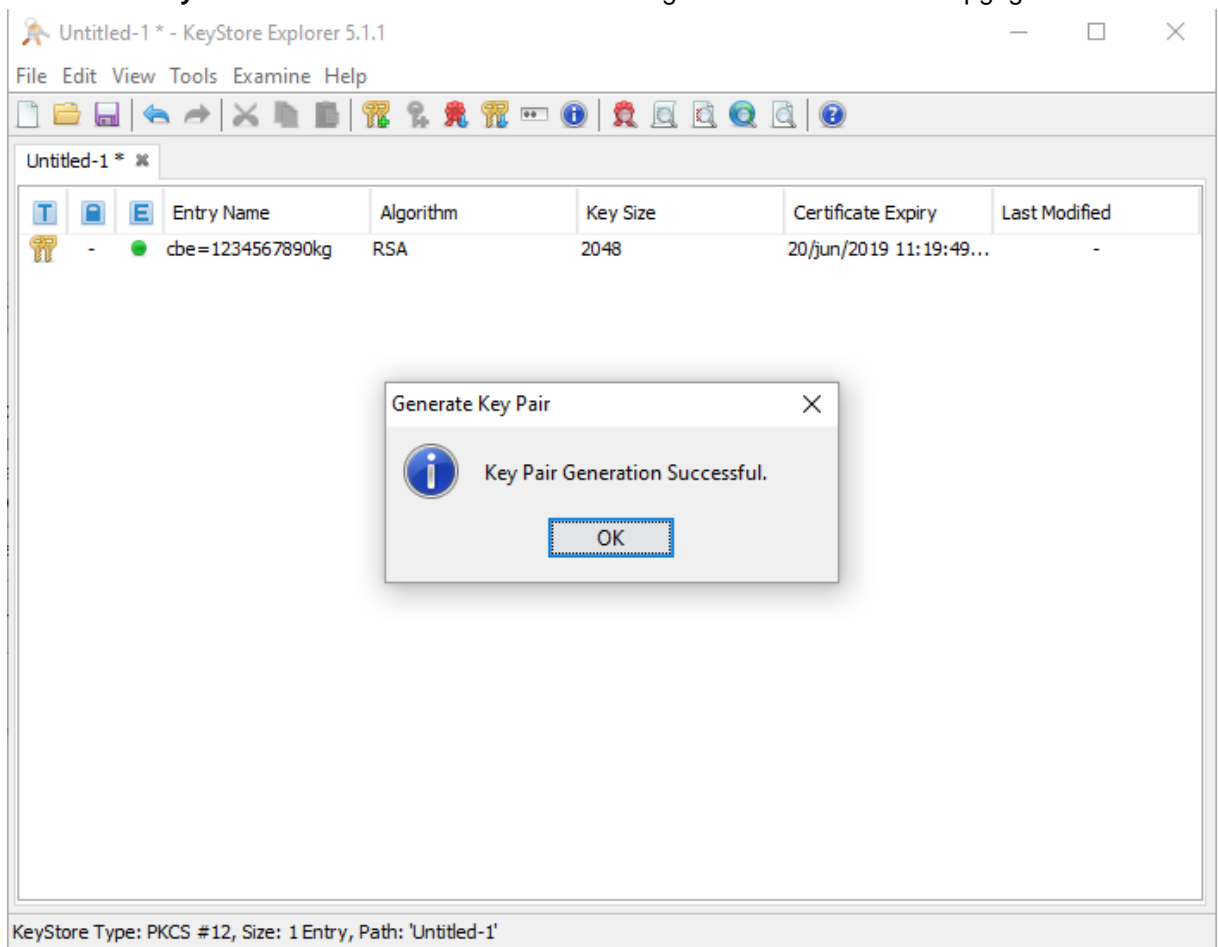 Untitled-1 * - KeyStore Explorer 5.1.1
File Edit View Tools Examine Help
Untitled-1 *
T E Entry Name Algorithm Key Size Certificate Expiry Last Modified
- cbe=1234567890kg RSA 2048 20/jun/2019 11:19:49... -
Generate Key Pair
Key Pair Generation Successful.
OK
KeyStore Type: PKCS #12, Size: 1 Entry, Path: 'Untitled-1'